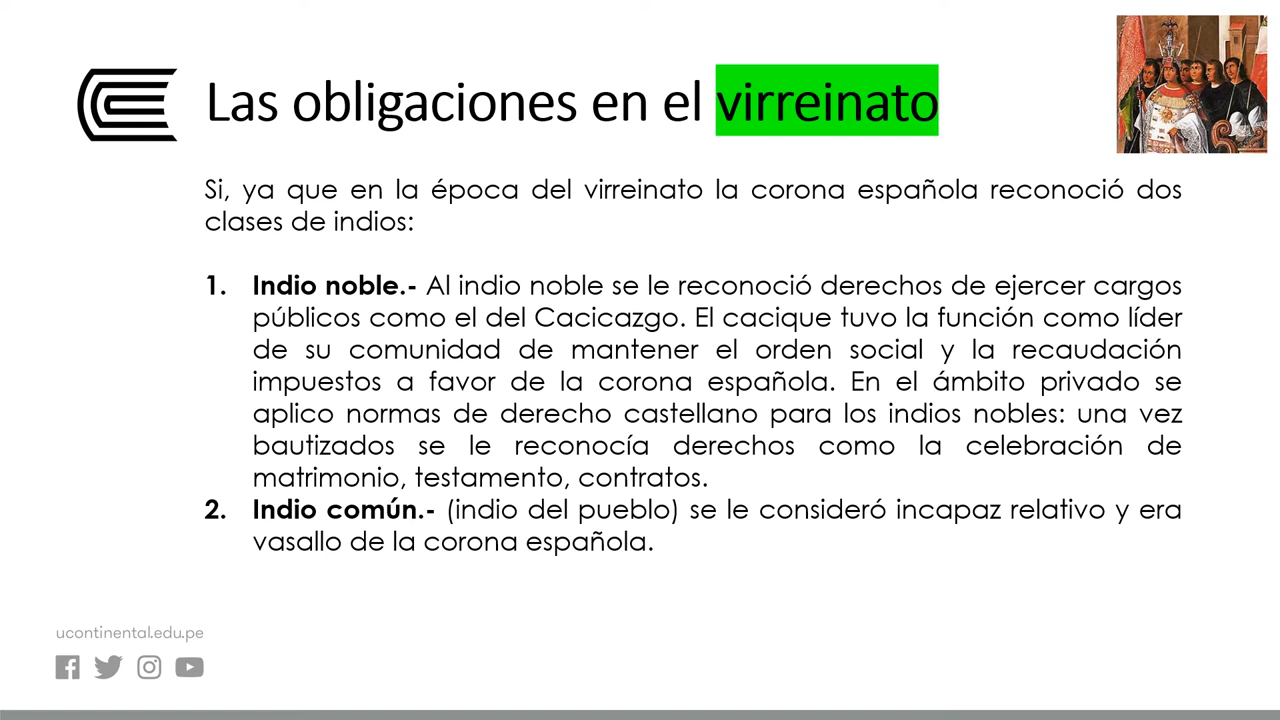 Las obligaciones en el virreinato
Si, ya que en la época del virreinato la corona española reconoció dos
clases de indios:
1. Indio noble.- Al indio noble se le reconoció derechos de ejercer cargos
públicos como el del Cacicazgo. El cacique tuvo la función como líder
de su comunidad de mantener el orden social y la recaudación
impuestos a favor de la corona española. En el ámbito privado se
aplico normas de derecho castellano para los indios nobles: una vez
bautizados se le reconocía derechos como la celebración de
matrimonio, testamento, contratos.
2. Indio común.- (indio del pueblo) se le consideró incapaz relativo y era
vasallo de la corona española.
ucontinental.edu.pe